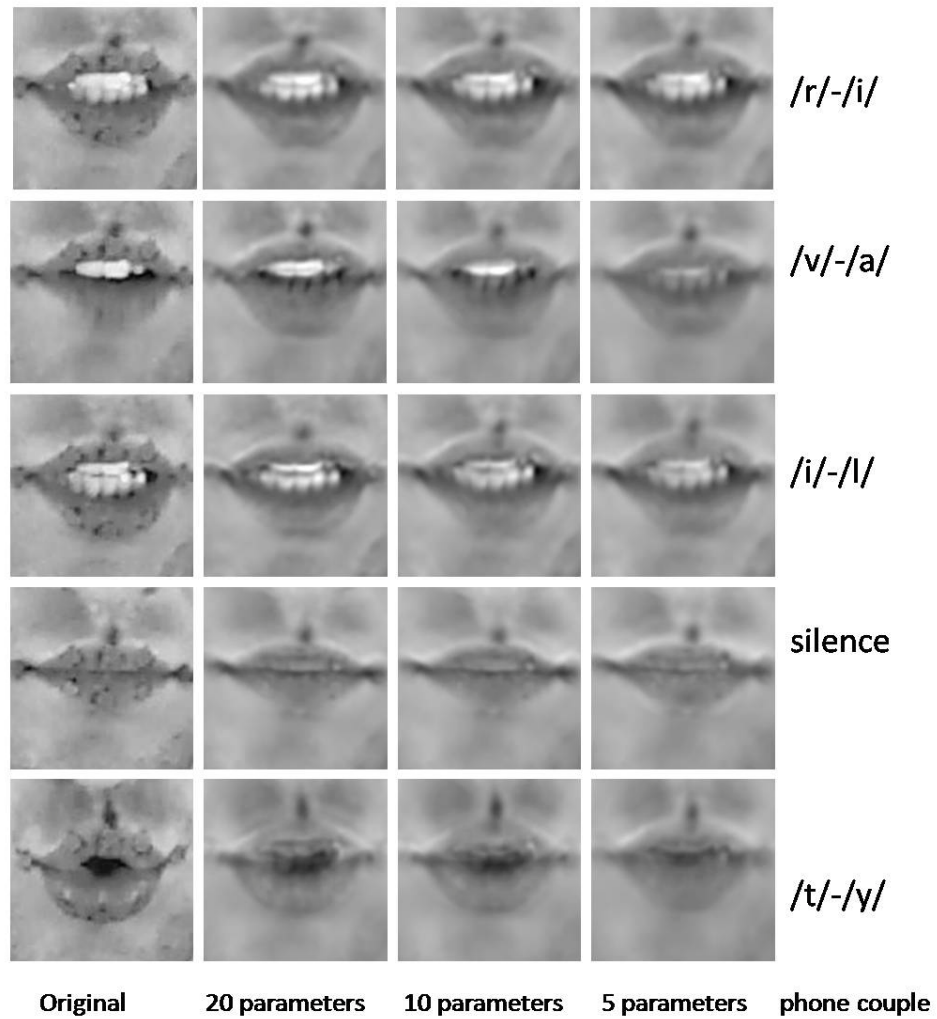 /r/-/i/
/v/-/a/
/i/-/l/
silence
/t/-/y/
Original 20 parameters 10 parameters 5 parameters phone couple